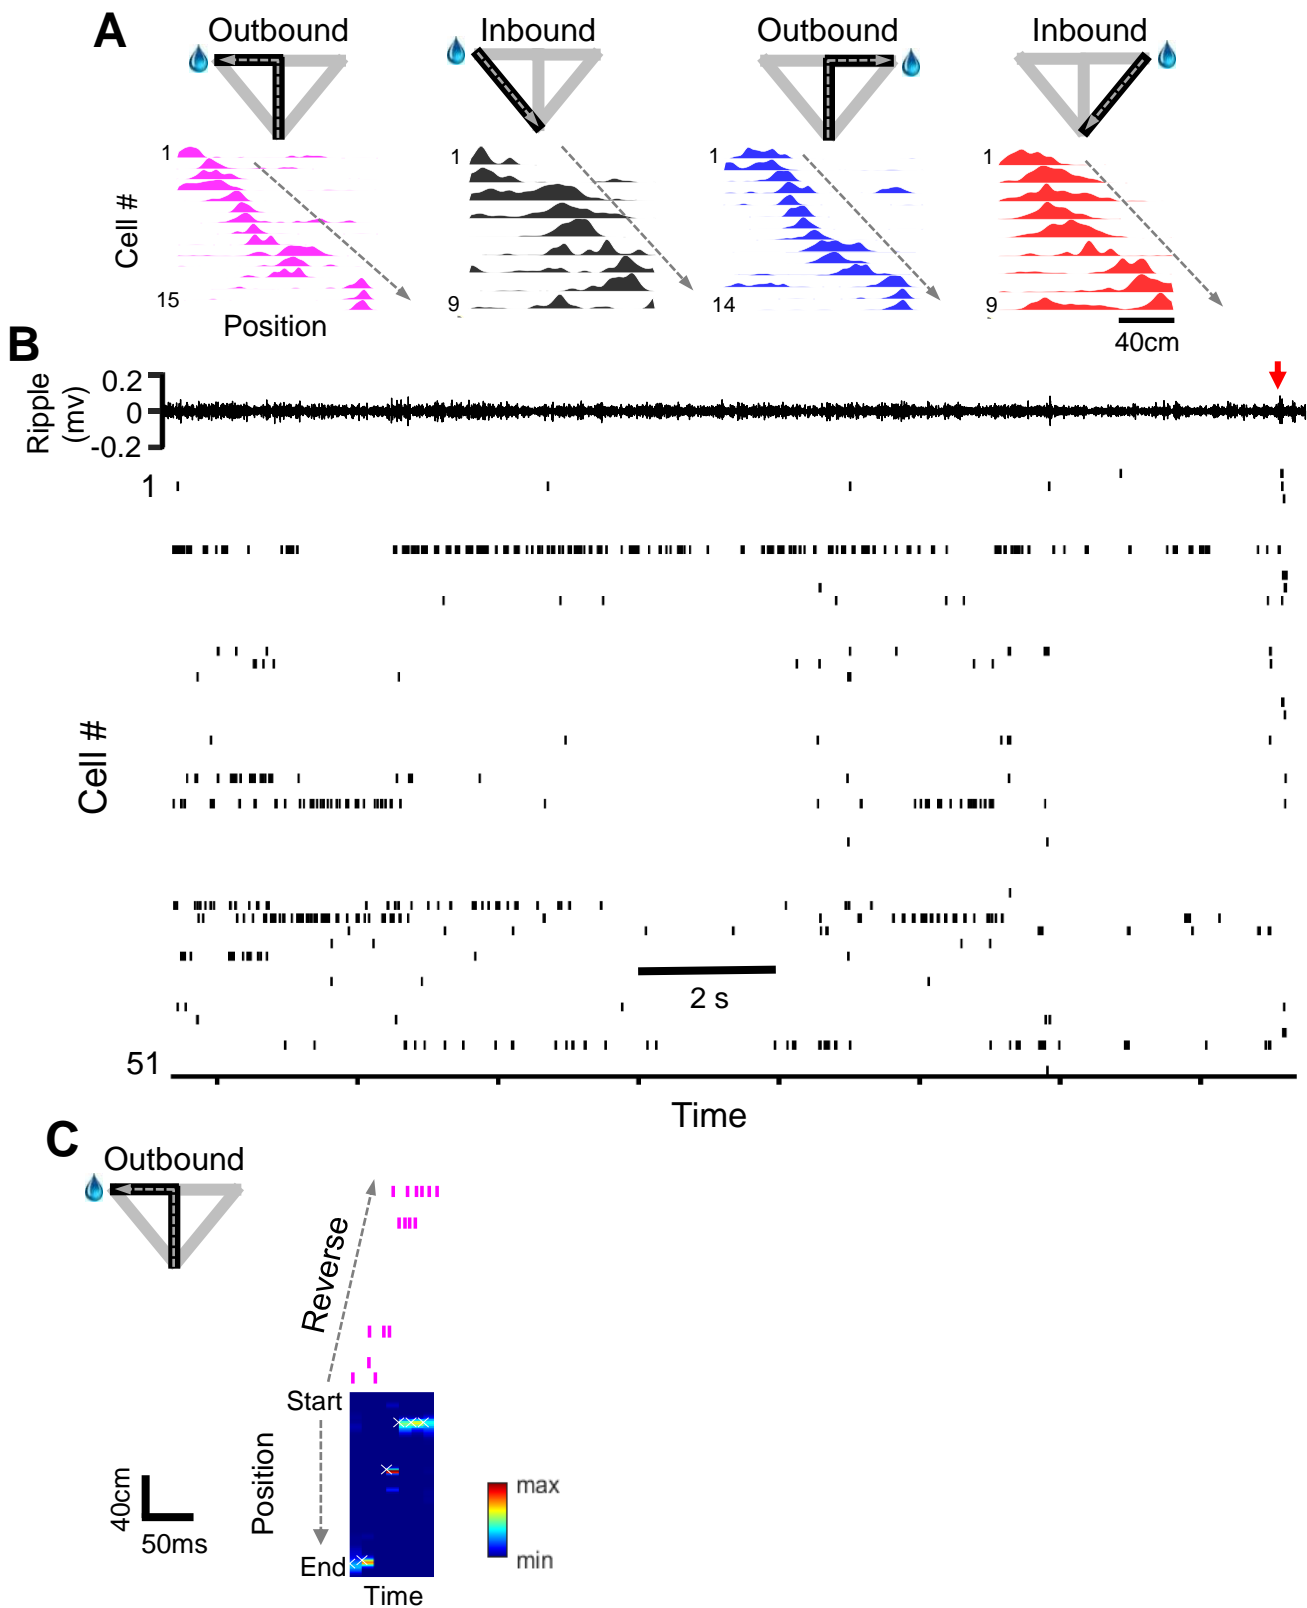 A
Outbound
Inbound
Outbound
Inbound
1
1
1
1
Cell #
15
9
14
9
Position
40cm
B
Ripple
(mv)
0.2
0
-0.2
1
Cell #
2 s
51
Time
C
Outbound
Reverse
Start
Position
40cm
50ms
max
min
End
Time